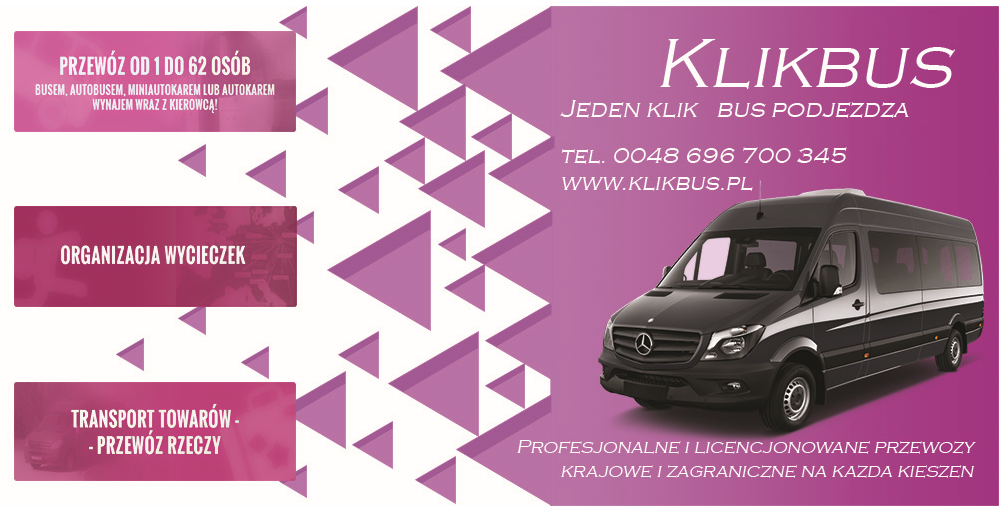 PRZEWÓZ OD 1 DO 62 OSÓB
BUSEM, AUTOBUSEM, MINIAUTOKAREM LUB AUTOKAREM
WYNAJEM WRAZ Z KIEROWCĄ!
ORGANIZACJA WYCIECZEK
TRANSPORT TOWARÓW -
- PRZEWÓZ RZECZY
KLIKBUS
JEDEN KLIK BUS PODJEZDZA
TEL. 0048 696 700 345
WWW.KLIKBUS.PL
PROFESJONALNE I LICENCJONOWANE PRZEWOZY
KRAJOWE I ZAGRANICZNE NA KAZDA KIESZEN